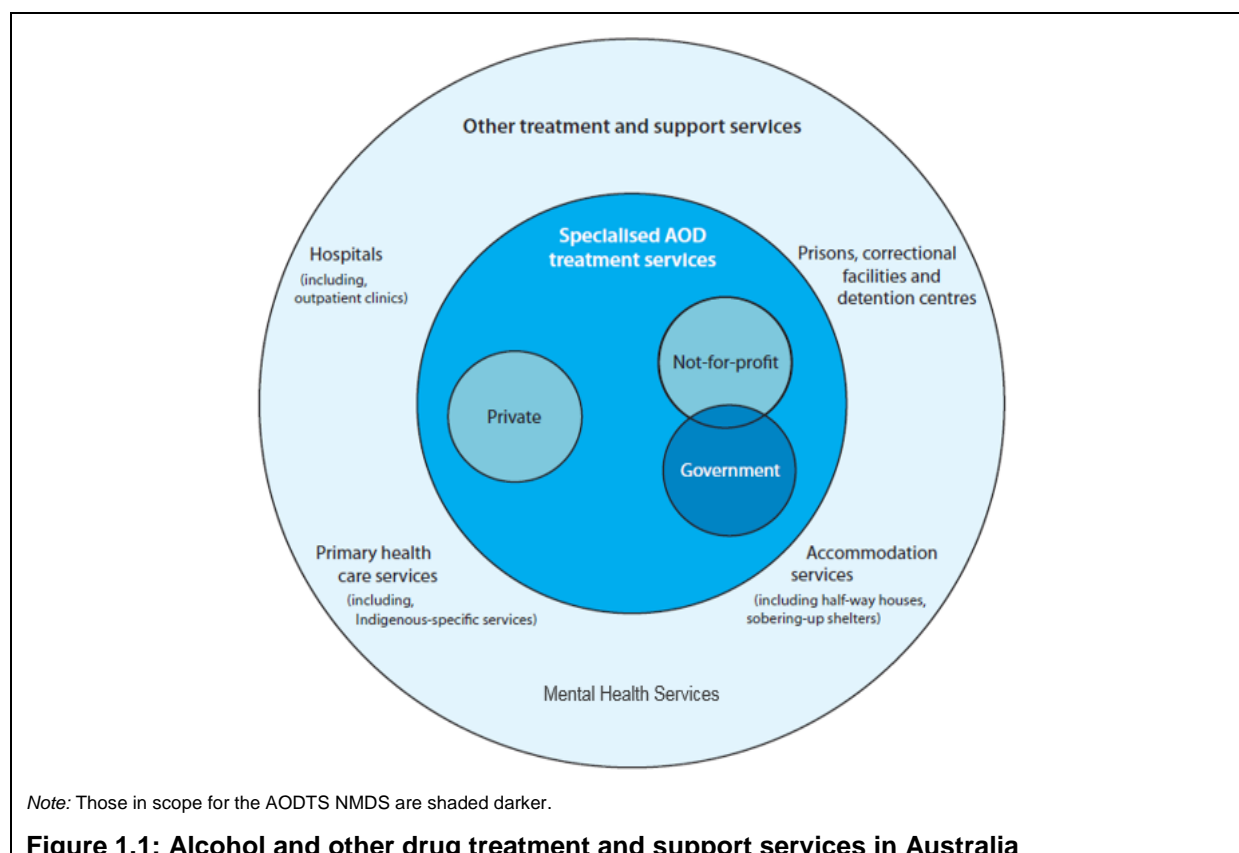 Other treatment and support services
Specialised AOD
treatment services
Hospitals
(including,
outpatient clinics)
Prisons, correctional
facilities and
detention centres
Not-for-profit
Private
Government
Primary health
care services
(including,
Indigenous-specific services)
Accommodation
services
(including half-way houses,
sobering-up shelters)
Mental Health Services
Note: Those in scope for the AODTS NMDS are shaded darker.
Figure 1.1: Alcohol and other drug treatment and support services in Australia